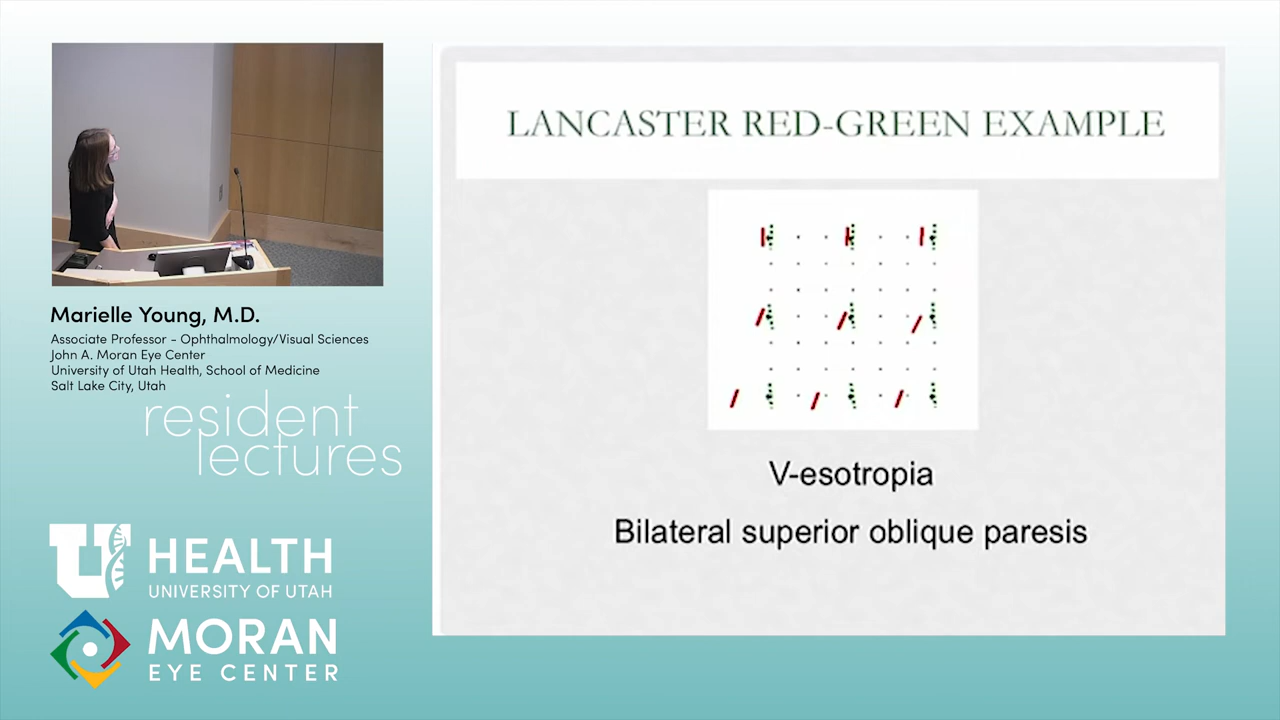 LANCASTER RED-GREEN EXAMPLE
V-esotropia
Bilateral superior oblique paresis
Marielle Young, M.D.
Associate Professor - Ophthalmology/Visual Sciences
John A. Moran Eye Center
University of Utah Health, School of Medicine
Salt Lake City, Utah
resident
lectures
U HEALTH
UNIVERSITY OF UTAH
MORAN
EYE CENTER